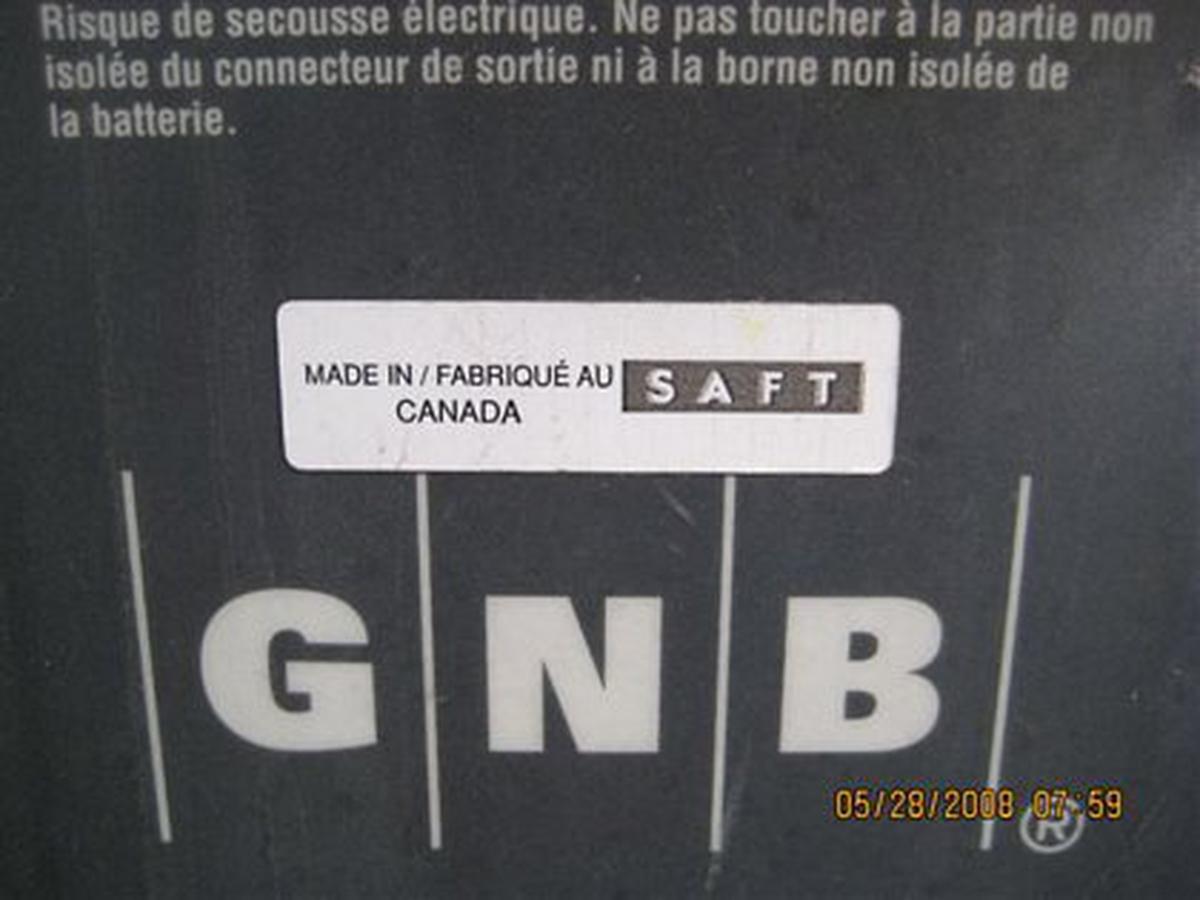 Risque de secousse électrique. Ne pas toucher à la partie non
isolée du connecteur de sortie ni à la borne non isolée de
la batterie.
MADE IN / FABRIQUÉ AU
CANADA
SAFT
GNB
®
05/28/2008 07:59